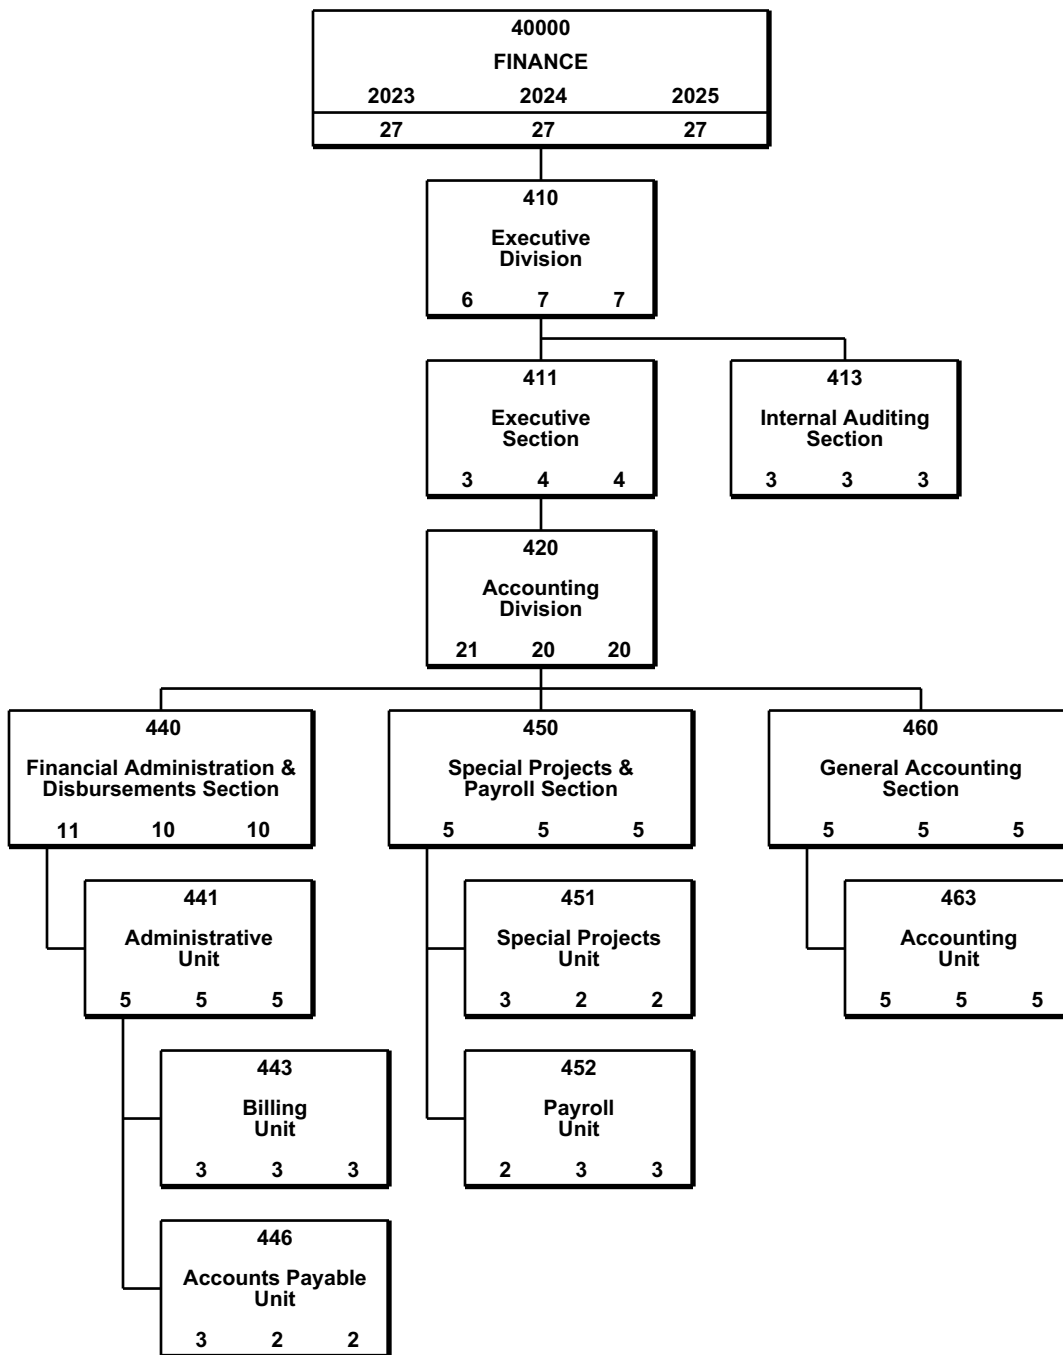 40000
FINANCE
2023 2024 2025
27 27 27
410
Executive
Division
6 7 7
411
Executive
Section
3 4 4
413
Internal Auditing
Section
3 3 3
420
Accounting
Division
21 20 20
440
Financial Administration &
Disbursements Section
11 10 10
450
Special Projects &
Payroll Section
5 5 5
460
General Accounting
Section
5 5 5
441
Administrative
Unit
5 5 5
451
Special Projects
Unit
3 2 2
463
Accounting
Unit
5 5 5
443
Billing
Unit
3 3 3
452
Payroll
Unit
2 3 3
446
Accounts Payable
Unit
3 2 2